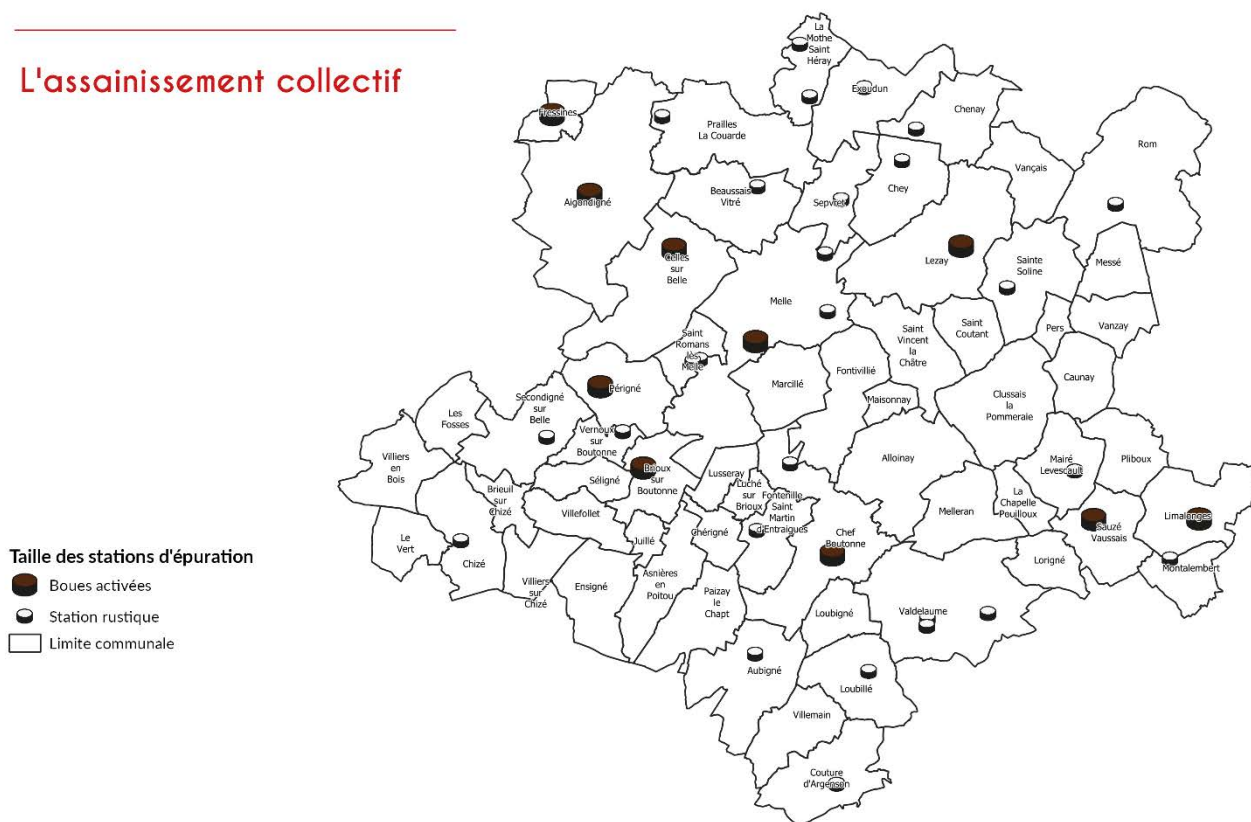 L'assainissement collectif
La
Mothe
Saint
Héray
Exoudun
Fressines
Chenay
Prailles
La Couarde
Rom
Vançais
Chey
Beaussais
Vitré
Sepvret
Aigondigné
Celles
sur
Belle
Lezay
Sainte
Soline
Messé
Melle
Saint
Romans
lès
Melle
Saint
Vincent
la
Châtre
Saint
Coutant
Pers
Vanzay
Marcillé
Fontivillié
Caunay
Périgné
Maisonnay
Clussais
la
Pommeraie
Secondigné
sur
Belle
Les
Fosses
Vernoux
sur
Boutonne
Villiers
en
Bois
Alloinay
Mairé
Levescault
Pliboux
Brioux
sur
Boutonne
Lusseray
Séligné
Brieuil
sur
Chizé
Luché
sur
Brioux
Fontenille
Saint
Martin
d'Entraigues
La
Chapelle
Pouilloux
Melleran
Villefollet
Limalonges
Sauzé
Vaussais
Chef
Boutonne
Chérigné
Juillé
Le
Vert
Chizé
Lorigné
Montalembert
Villiers
sur
Chizé
Ensigné
Asnières
en
Poitou
Paizay
le
Chapt
Loubigné
Valdelaume
Aubigné
Loubillé
Villemain
Couture
d'Argenson
Taille des stations d'épuration
Boues activées
Station rustique
Limite communale